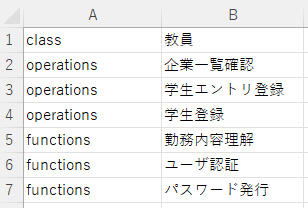 A B
1 class 教員
2 operations 企業一覧確認
3 operations 学生エントリ登録
4 operations 学生登録
5 functions 勤務内容理解
6 functions ユーザ認証
7 functions パスワード発行